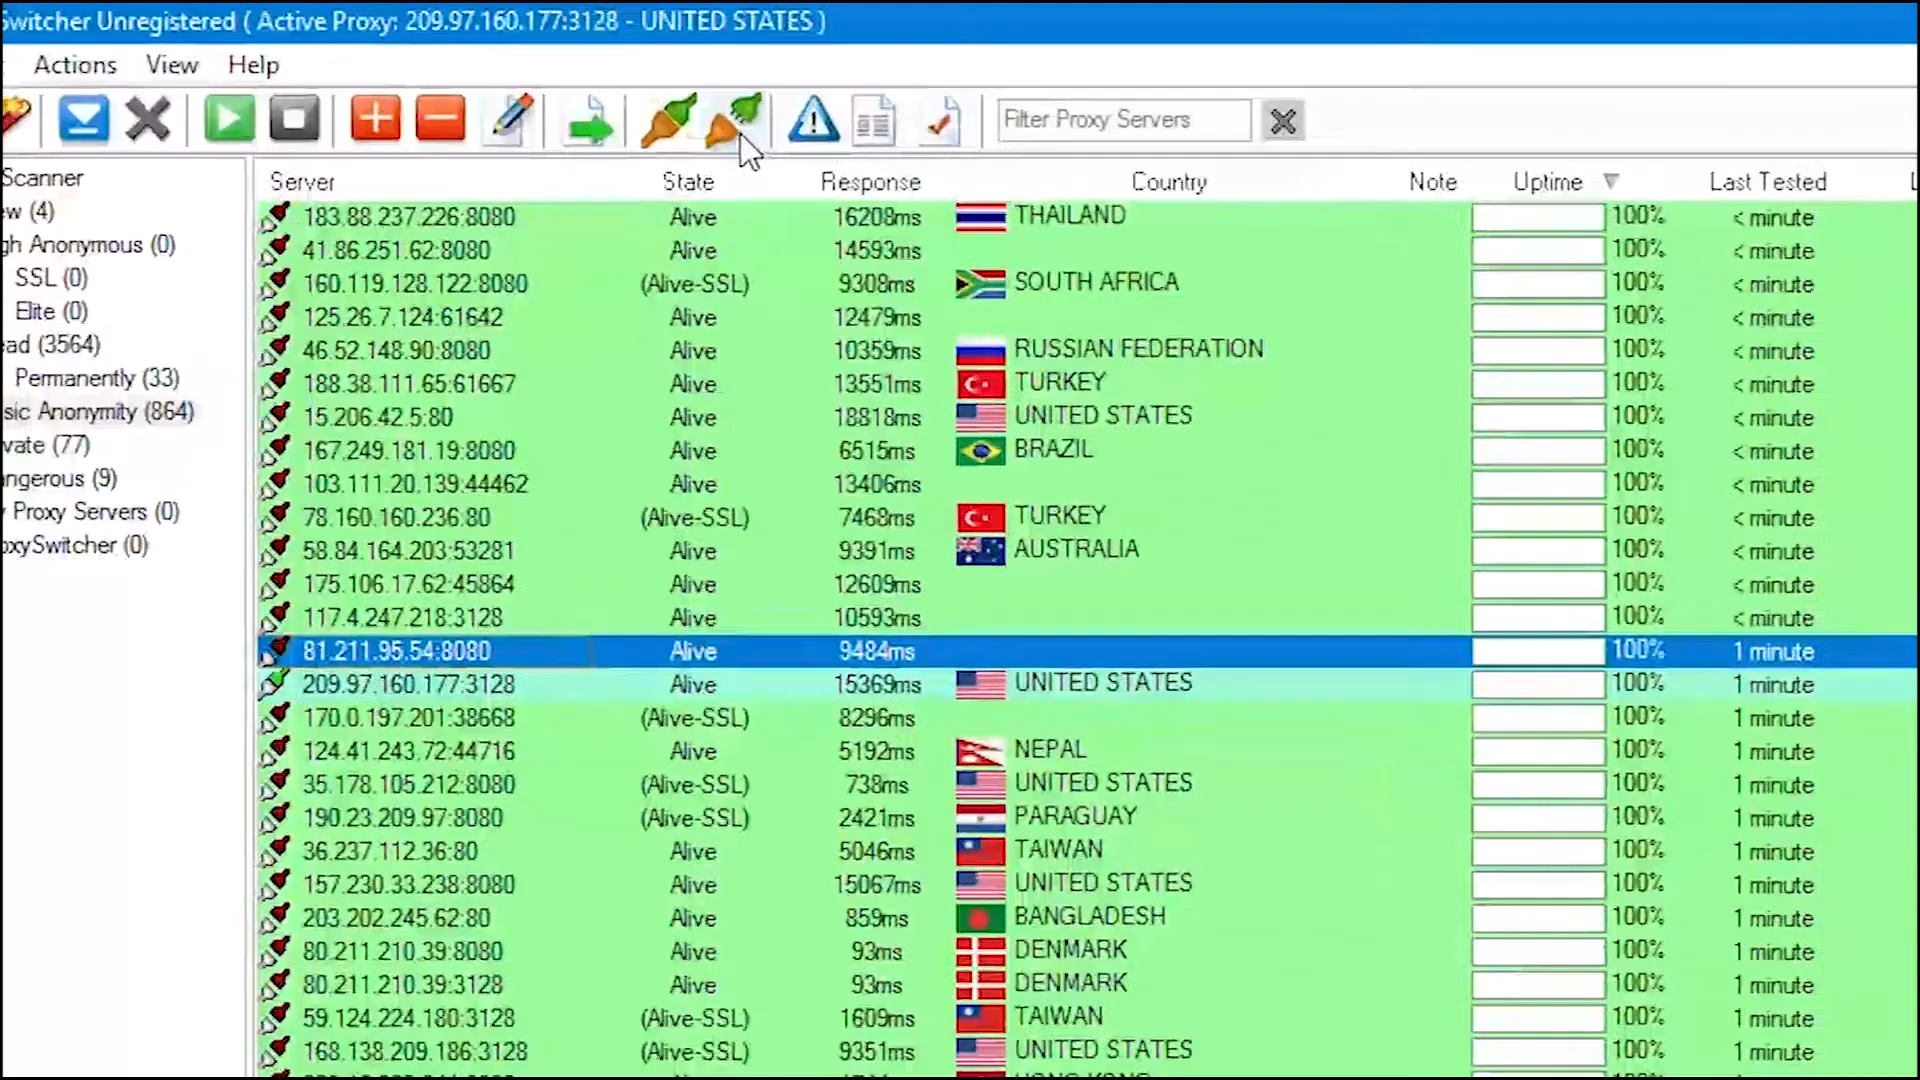 Switcher Unregistered ( Active Proxy: 209.97.160.177:3128 - UNITED STATES )
Actions View Help
Filter Proxy Servers
Scanner
ew (4)
gh Anonymous (0)
SSL (0)
Elite (0)
ead (3564)
Permanently (33)
sic Anonymity (864)
vate (77)
angerous (9)
y Proxy Servers (0)
oxySwitcher (0)
Server State Response Country Note Uptime Last Tested
183.88.237.226:8080 Alive 16208ms THAILAND 100% < minute
41.86.251.62:8080 Alive 14593ms 100% < minute
160.119.128.122:8080 (Alive-SSL) 9308ms SOUTH AFRICA 100% < minute
125.26.7.124:61642 Alive 12479ms 100% < minute
46.52.148.90:8080 Alive 10359ms RUSSIAN FEDERATION 100% < minute
188.38.111.65:61667 Alive 13551ms TURKEY 100% < minute
15.206.42.5:80 Alive 18818ms UNITED STATES 100% < minute
167.249.181.19:8080 Alive 6515ms BRAZIL 100% < minute
103.111.20.139:44462 Alive 13406ms 100% < minute
78.160.160.236:80 (Alive-SSL) 7468ms TURKEY 100% < minute
58.84.164.203:53281 Alive 9391ms AUSTRALIA 100% < minute
175.106.17.62:45864 Alive 12609ms 100% < minute
117.4.247.218:3128 Alive 10593ms 100% < minute
81.211.95.54:8080 Alive 9484ms 100% 1 minute
209.97.160.177:3128 Alive 15369ms UNITED STATES 100% 1 minute
170.0.197.201:38668 (Alive-SSL) 8296ms 100% 1 minute
124.41.243.72:44716 Alive 5192ms NEPAL 100% 1 minute
35.178.105.212:8080 (Alive-SSL) 738ms UNITED STATES 100% 1 minute
190.23.209.97:8080 (Alive-SSL) 2421ms PARAGUAY 100% 1 minute
36.237.112.36:80 Alive 5046ms TAIWAN 100% 1 minute
157.230.33.238:8080 Alive 15067ms UNITED STATES 100% 1 minute
203.202.245.62:80 Alive 859ms BANGLADESH 100% 1 minute
80.211.210.39:8080 Alive 93ms DENMARK 100% 1 minute
80.211.210.39:3128 Alive 93ms DENMARK 100% 1 minute
59.124.224.180:3128 (Alive-SSL) 1609ms TAIWAN 100% 1 minute
168.138.209.186:3128 (Alive-SSL) 9351ms UNITED STATES 100% 1 minute